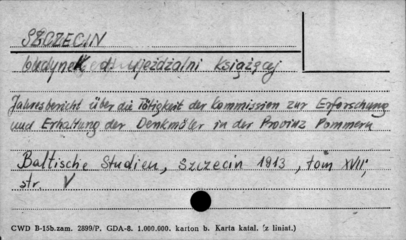 SZCZECIN
budynek d. ujeżdżalni Książęcej
Jahresbericht über die Tätigkeit der Kommission zur Erforschung
und Erhaltung der Denkmäler in der Provinz Pommern
Baltische Studien, Szczecin 1913, tom XVII,
str. V
CWD B-15b.zam. 2899/P. GDA-8. 1.000.000. karton b. Karta katal. (z liniat.)